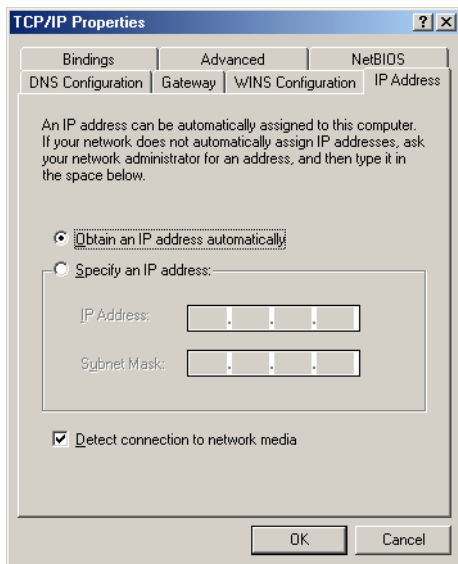 TCP/IP Properties
Bindings Advanced NetBIOS
DNS Configuration Gateway WINS Configuration IP Address
An IP address can be automatically assigned to this computer.
If your network does not automatically assign IP addresses, ask
your network administrator for an address, and then type it in
the space below.
Obtain an IP address automatically
Specify an IP address:
IP Address:
Subnet Mask:
Detect connection to network media
OK Cancel